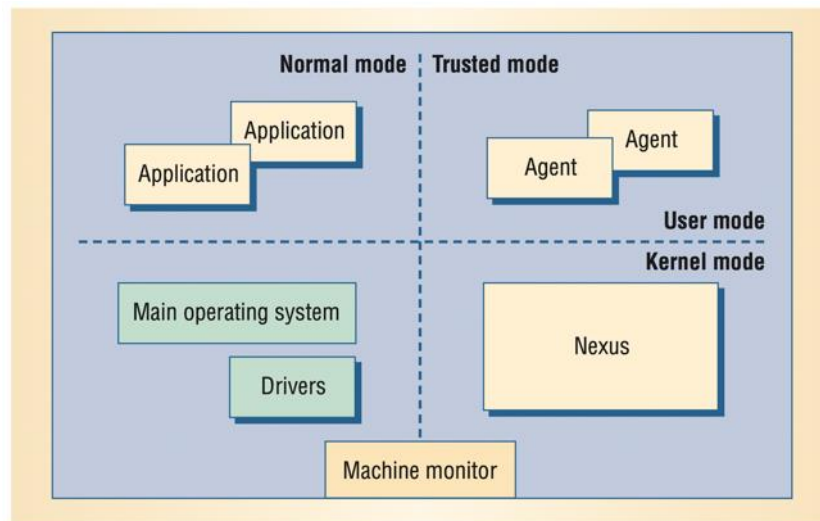 Normal mode
Trusted mode
Application
Application
Agent
Agent
User mode
Kernel mode
Main operating system
Drivers
Nexus
Machine monitor